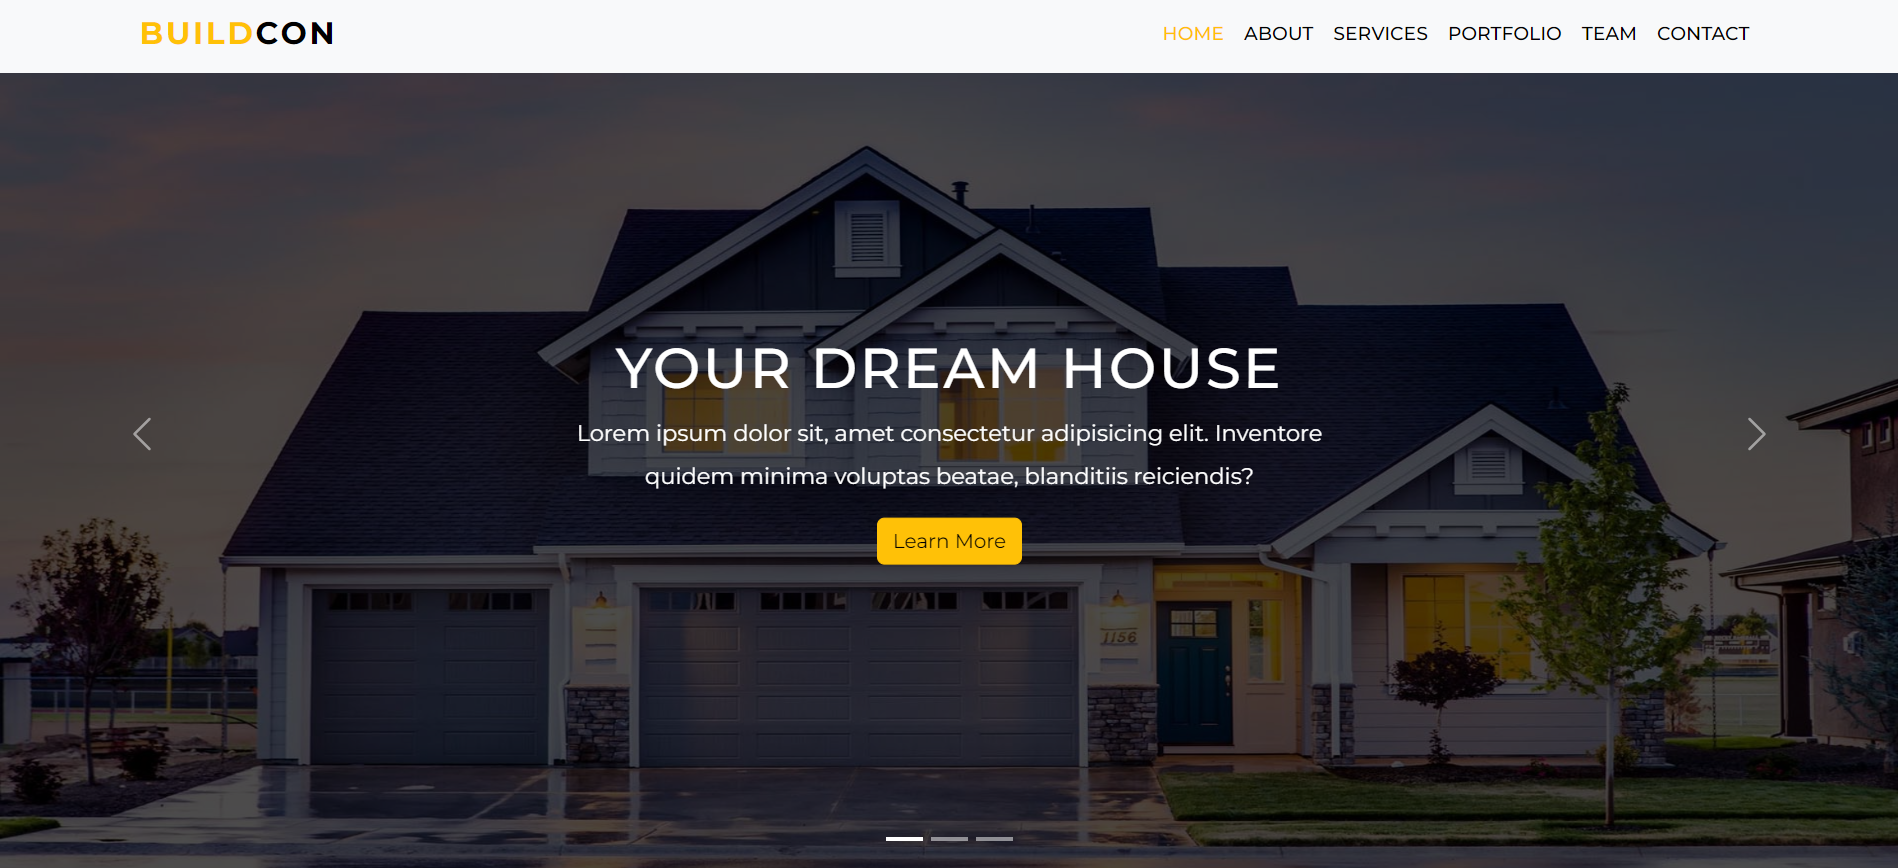 BUILDCON
HOME ABOUT SERVICES PORTFOLIO TEAM CONTACT
YOUR DREAM HOUSE
Lorem ipsum dolor sit, amet consectetur adipisicing elit. Inventore
quidem minima voluptas beatae, blanditiis reiciendis?
Learn More
1156